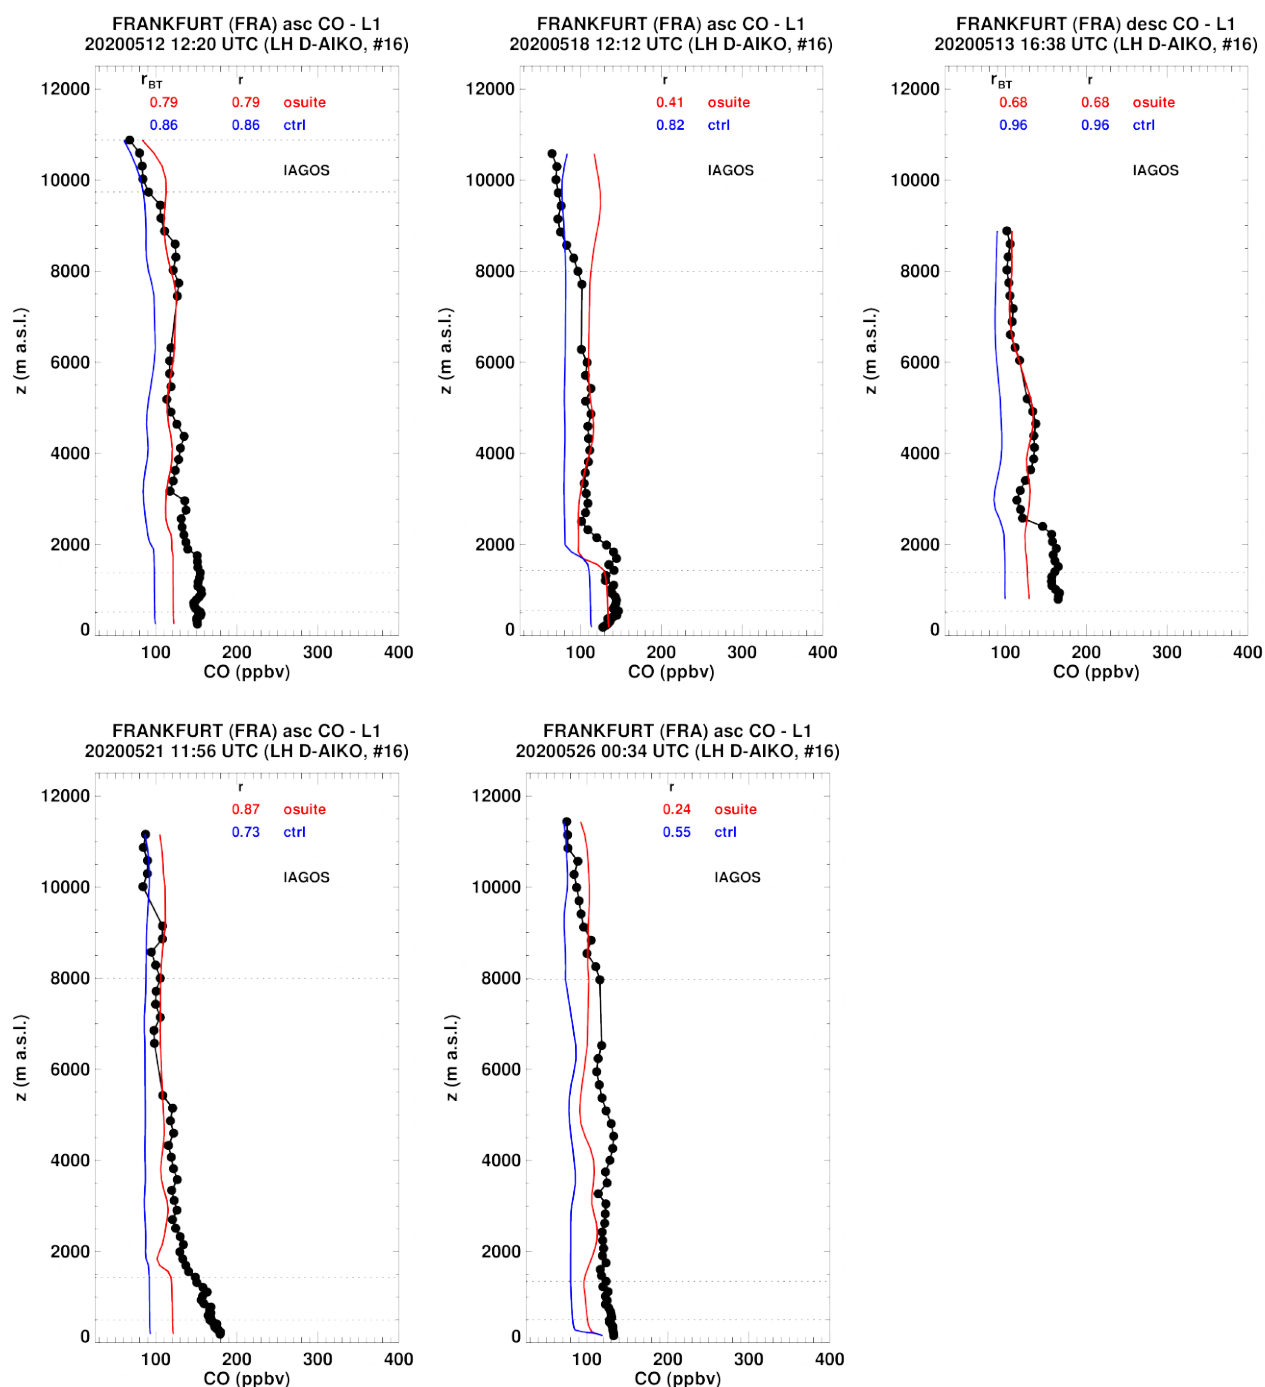 FRANKFURT (FRA) asc CO - L1
20200512 12:20 UTC (LH D-AIKO, #16)
rBT r
0.79 0.79 osuite
0.86 0.86 ctrl
IAGOS
12000
10000
8000
6000
4000
2000
0
z (m a.s.l.)
100 200 300 400
CO (ppbv)
FRANKFURT (FRA) asc CO - L1
20200518 12:12 UTC (LH D-AIKO, #16)
r
0.41 osuite
0.82 ctrl
IAGOS
12000
10000
8000
6000
4000
2000
0
z (m a.s.l.)
100 200 300 400
CO (ppbv)
FRANKFURT (FRA) desc CO - L1
20200513 16:38 UTC (LH D-AIKO, #16)
rBT r
0.68 0.68 osuite
0.96 0.96 ctrl
IAGOS
12000
10000
8000
6000
4000
2000
0
z (m a.s.l.)
100 200 300 400
CO (ppbv)
FRANKFURT (FRA) asc CO - L1
20200521 11:56 UTC (LH D-AIKO, #16)
r
0.87 osuite
0.73 ctrl
IAGOS
12000
10000
8000
6000
4000
2000
0
z (m a.s.l.)
100 200 300 400
CO (ppbv)
FRANKFURT (FRA) asc CO - L1
20200526 00:34 UTC (LH D-AIKO, #16)
r
0.24 osuite
0.55 ctrl
IAGOS
12000
10000
8000
6000
4000
2000
0
z (m a.s.l.)
100 200 300 400
CO (ppbv)